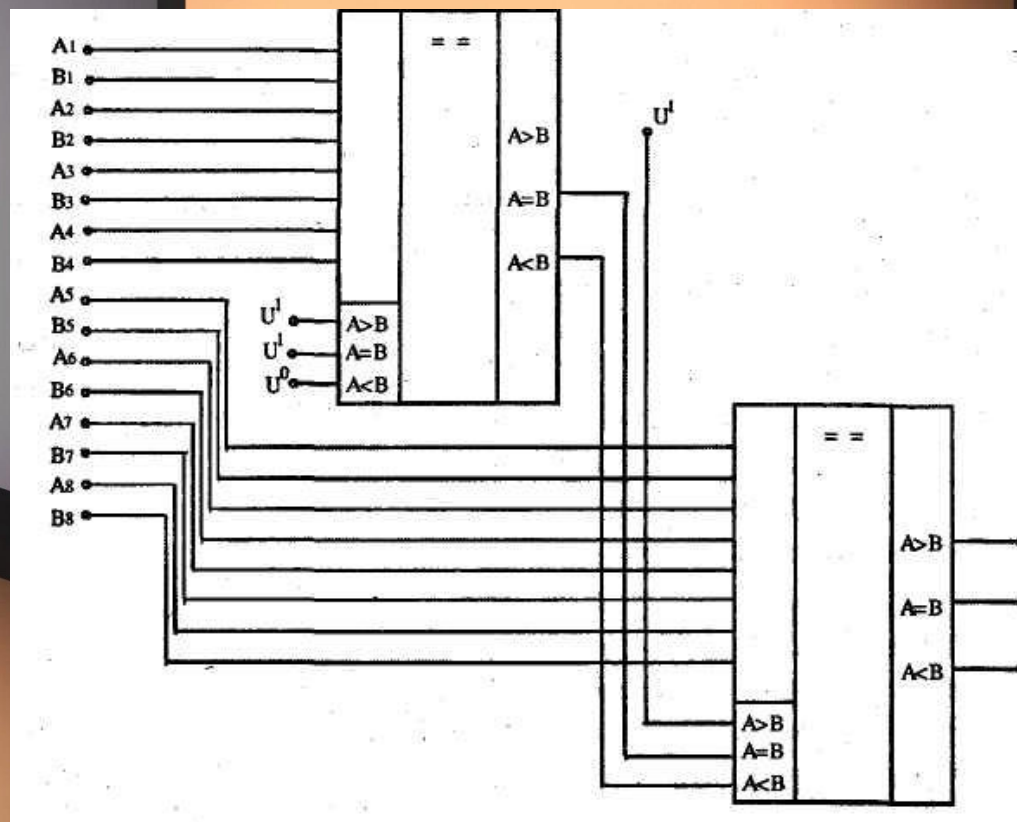 A1
B1
A2
B2
A3
B3
A4
B4
A5
B5
A6
B6
A7
B7
A8
B8
= =
A>B
A=B
A<B
U¹
A>B
U¹
A=B
U⁰
A<B
U¹
= =
A>B
A=B
A<B
A>B
A=B
A<B